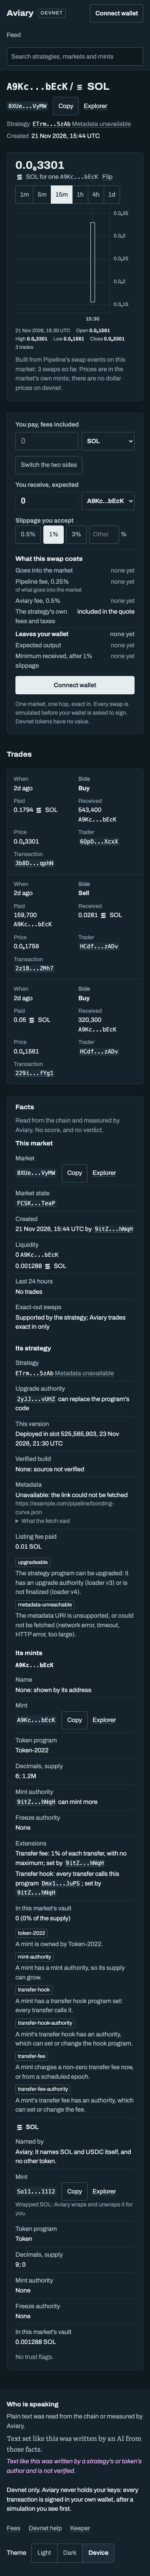 Aviary DEVNET Connect wallet
Feed
Search strategies, markets and mints
A9Kc...bEcK / SOL
8XUe...VyMW Copy Explorer
Strategy ETrm...5zAb Metadata unavailable
Created 21 Nov 2026, 15:44 UTC
0.0₆3301
SOL for one A9Kc...bEcK Flip
1m 5m 15m 1h 4h 1d
0.0₆35
0.0₆3
0.0₆25
0.0₆2
0.0₆15
15:30
21 Nov 2026, 15:30 UTC Open 0.0₆1561
High 0.0₆3301 Low 0.0₆1561 Close 0.0₆3301
3 trades
Built from Pipeline's swap events on this
market: 3 swaps so far. Prices are the
market's own mints; there are no dollar
prices on devnet.
You pay, fees included
0 SOL
Switch the two sides
You receive, expected
0 A9Kc...bEcK
Slippage you accept
0.5% 1% 3% Other %
What this swap costs
Goes into the market none yet
Pipeline fee, 0.25% none yet
of what goes into the market
Aviary fee, 0.5% none yet
The strategy's own included in the quote
fees and taxes
Leaves your wallet none yet
Expected output none yet
Minimum received, after 1% none yet
slippage
Connect wallet
One market, one hop, exact in. Every swap is
simulated before your wallet is asked to sign.
Devnet tokens have no value.
Trades
When Side
2d ago Buy
Paid Received
0.1794 SOL 543,400
A9Kc...bEcK
Price Trader
0.0₆3301 6QpD...XcxX
Transaction
3b8D...qphN
When Side
2d ago Sell
Paid Received
159,700 0.0281 SOL
A9Kc...bEcK
Price Trader
0.0₆1759 HCdf...zADv
Transaction
2z1B...ZMh7
When Side
2d ago Buy
Paid Received
0.05 SOL 320,300
A9Kc...bEcK
Price Trader
0.0₆1561 HCdf...zADv
Transaction
229i...fYg1
Facts
Read from the chain and measured by
Aviary. No score, and no verdict.
This market
Market
8XUe...VyMW Copy Explorer
Market state
FCSK...TeaP
Created
21 Nov 2026, 15:44 UTC by 9itZ...hNqH
Liquidity
0 A9Kc...bEcK
0.001288 SOL
Last 24 hours
No trades
Exact-out swaps
Supported by the strategy; Aviary trades
exact in only
Its strategy
Strategy
ETrm...5zAb Metadata unavailable
Upgrade authority
2yJJ...vUHZ can replace the program's
code
This version
Deployed in slot 525,565,903, 23 Nov
2026, 21:30 UTC
Verified build
None: source not verified
Metadata
Unavailable: the link could not be fetched
https://example.com/pipeline/bonding-
curve.json
What the fetch said
Listing fee paid
0.01 SOL
upgradeable
The strategy program can be upgraded: it
has an upgrade authority (loader v3) or is
not finalized (loader v4).
metadata-unreachable
The metadata URI is unsupported, or could
not be fetched (network error, timeout,
HTTP error, too large).
Its mints
A9Kc...bEcK
Name
None: shown by its address
Mint
A9Kc...bEcK Copy Explorer
Token program
Token-2022
Decimals, supply
6; 1.2M
Mint authority
9itZ...hNqH can mint more
Freeze authority
None
Extensions
Transfer fee: 1% of each transfer, with no
maximum; set by 9itZ...hNqH
Transfer hook: every transfer calls this
program Dmx1...JuPS; set by
9itZ...hNqH
In this market's vault
0 (0% of the supply)
token-2022
A mint is owned by Token-2022.
mint-authority
A mint has a mint authority, so its supply
can grow.
transfer-hook
A mint has a transfer hook program set:
every transfer calls it.
transfer-hook-authority
A mint's transfer hook has an authority,
which can set or change the hook program.
transfer-fee
A mint charges a non-zero transfer fee now,
or from a scheduled epoch.
transfer-fee-authority
A mint's transfer fee has an authority, which
can set or change the fee.
SOL
Named by
Aviary. It names SOL and USDC itself, and
no other token.
Mint
So11...1112 Copy Explorer
Wrapped SOL; Aviary wraps and unwraps it for
you.
Token program
Token
Decimals, supply
9; 0
Mint authority
None
Freeze authority
None
In this market's vault
0.001288 SOL
No trust flags.
Who is speaking
Plain text was read from the chain or measured by
Aviary.
Text set like this was written by an AI from
those facts.
Text like this was written by a strategy's or token's
author and is not verified.
Devnet only. Aviary never holds your keys: every
transaction is signed in your own wallet, after a
simulation you see first.
Fees Devnet help Keeper
Theme Light Dark Device